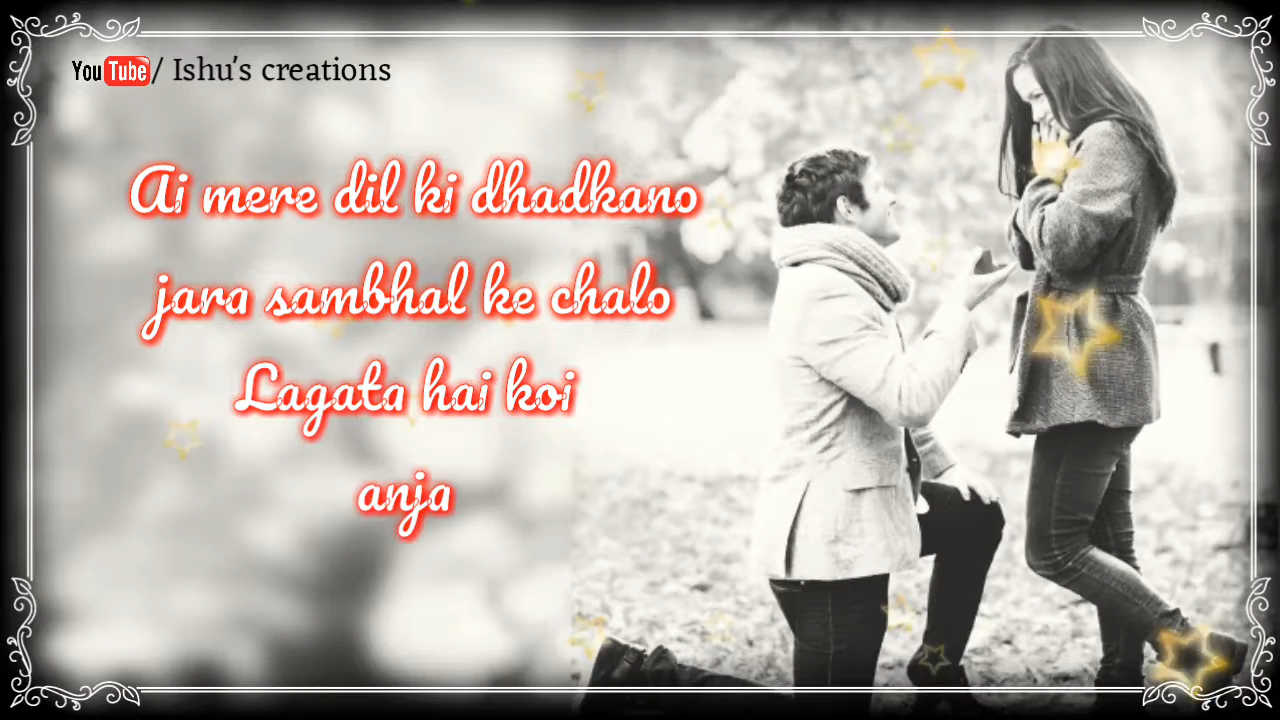 YouTube/ Ishu's creations
Ai mere dil ki dhadkano
jara sambhal ke chalo
Lagata hai koi
anja